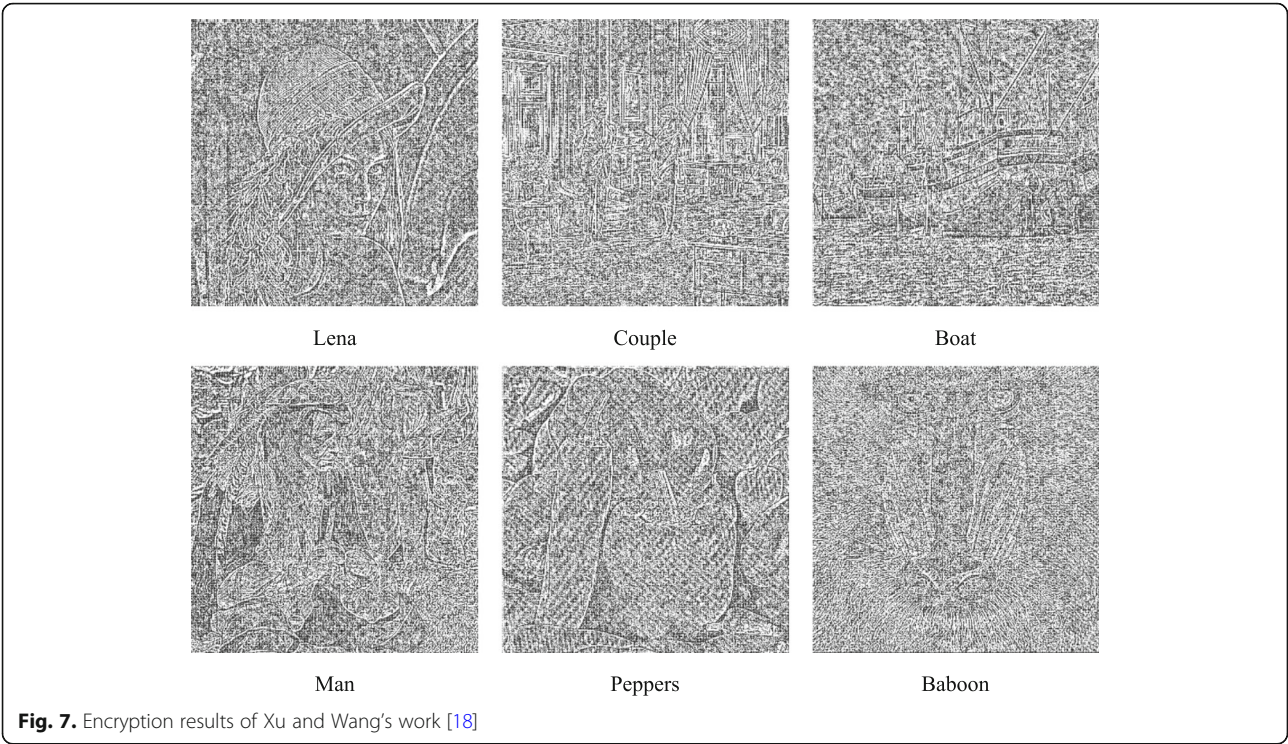 Lena Couple Boat
Man Peppers Baboon
Fig. 7. Encryption results of Xu and Wang’s work [18]